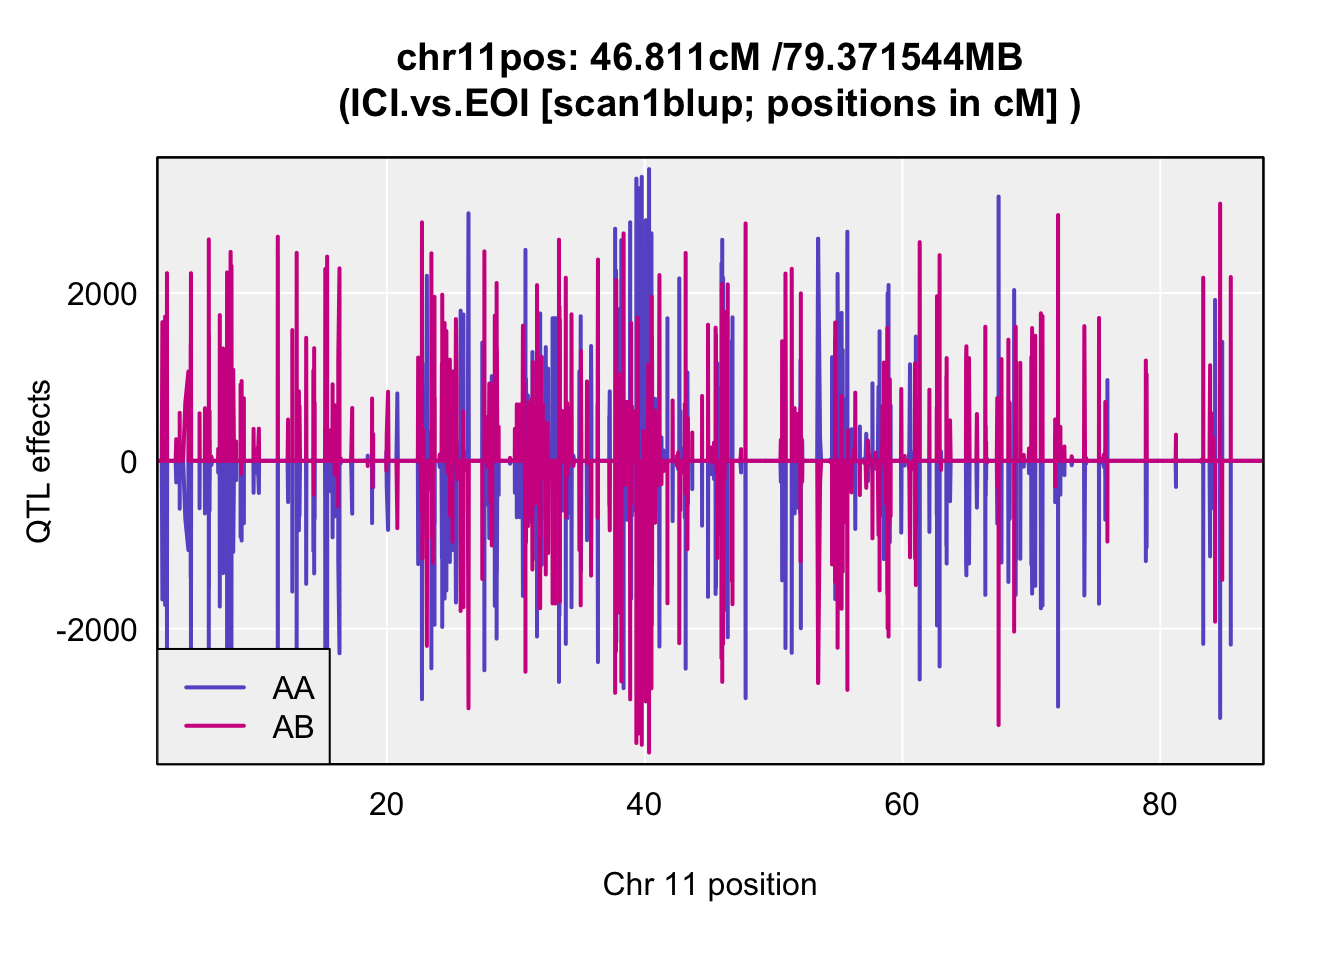 chr11pos: 46.811cM /79.371544MB
(ICI.vs.EOI [scan1blup; positions in cM] )
QTL effects
2000
0
-2000
AA
AB
20 40 60 80
Chr 11 position